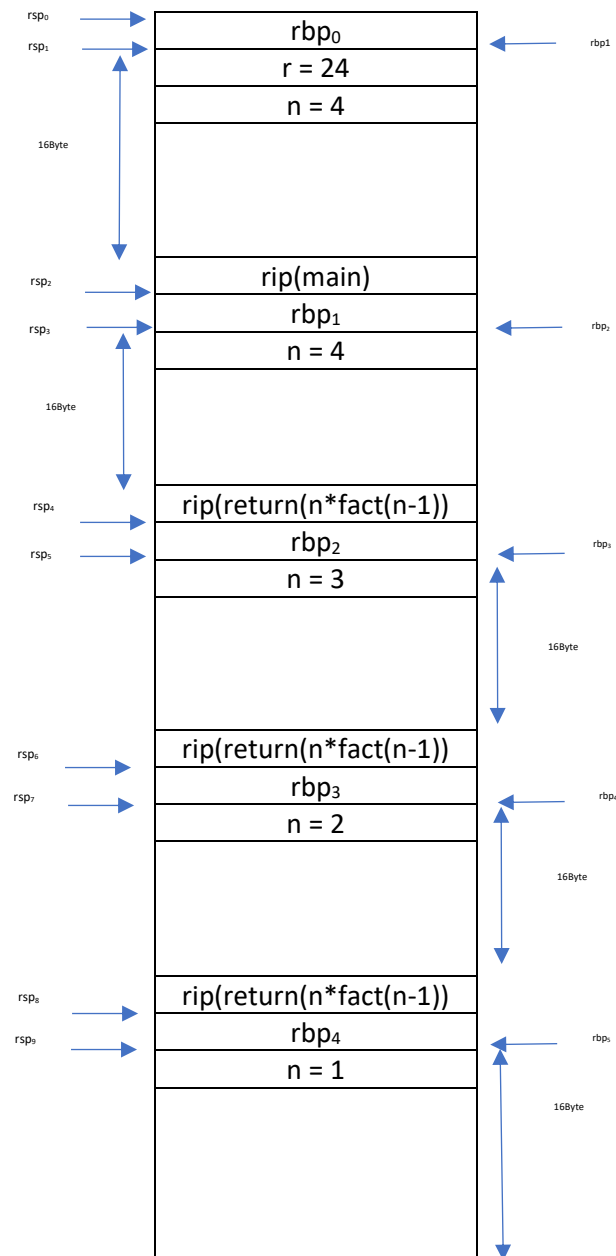 rsp₀
rbp₀
rsp₁
rbp1
r = 24
n = 4
16Byte
rip(main)
rsp₂
rbp₁
rsp₃
rbp₂
n = 4
16Byte
rip(return(n*fact(n-1))
rsp₄
rbp₂
rsp₅
rbp₃
n = 3
16Byte
rip(return(n*fact(n-1))
rsp₆
rbp₃
rsp₇
rbp₄
n = 2
16Byte
rip(return(n*fact(n-1))
rsp₈
rbp₄
rsp₉
rbp₅
n = 1
16Byte